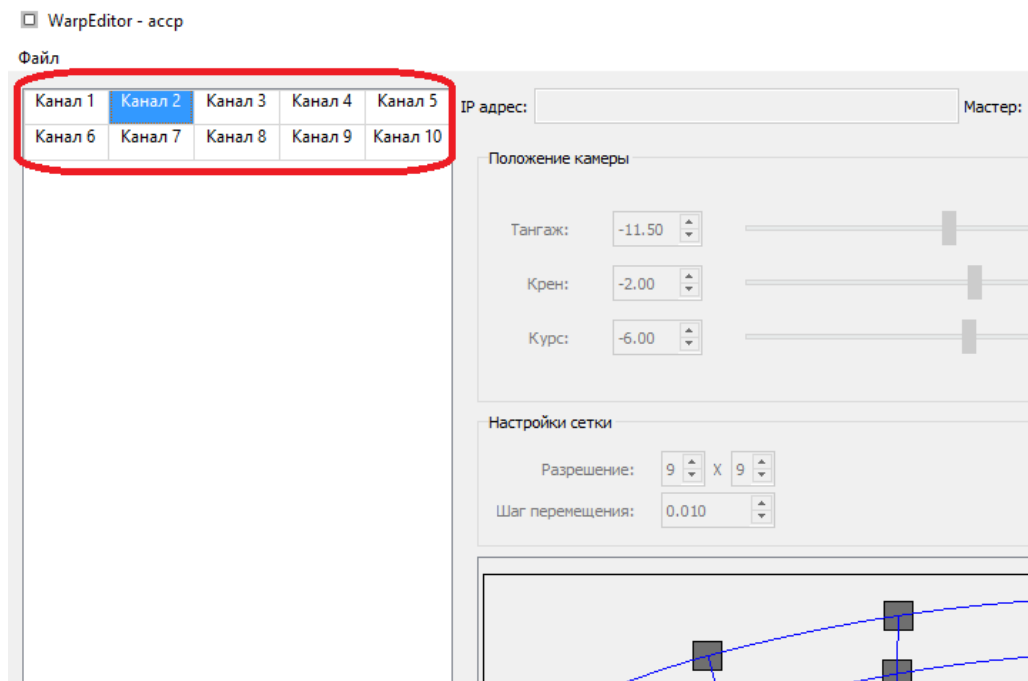 WarpEditor - accp
Файл
Канал 1 Канал 2 Канал 3 Канал 4 Канал 5
Канал 6 Канал 7 Канал 8 Канал 9 Канал 10
IP адрес: Мастер:
Положение камеры
Тангаж: -11.50
Крен: -2.00
Курс: -6.00
Настройки сетки
Разрешение: 9 X 9
Шаг перемещения: 0.010